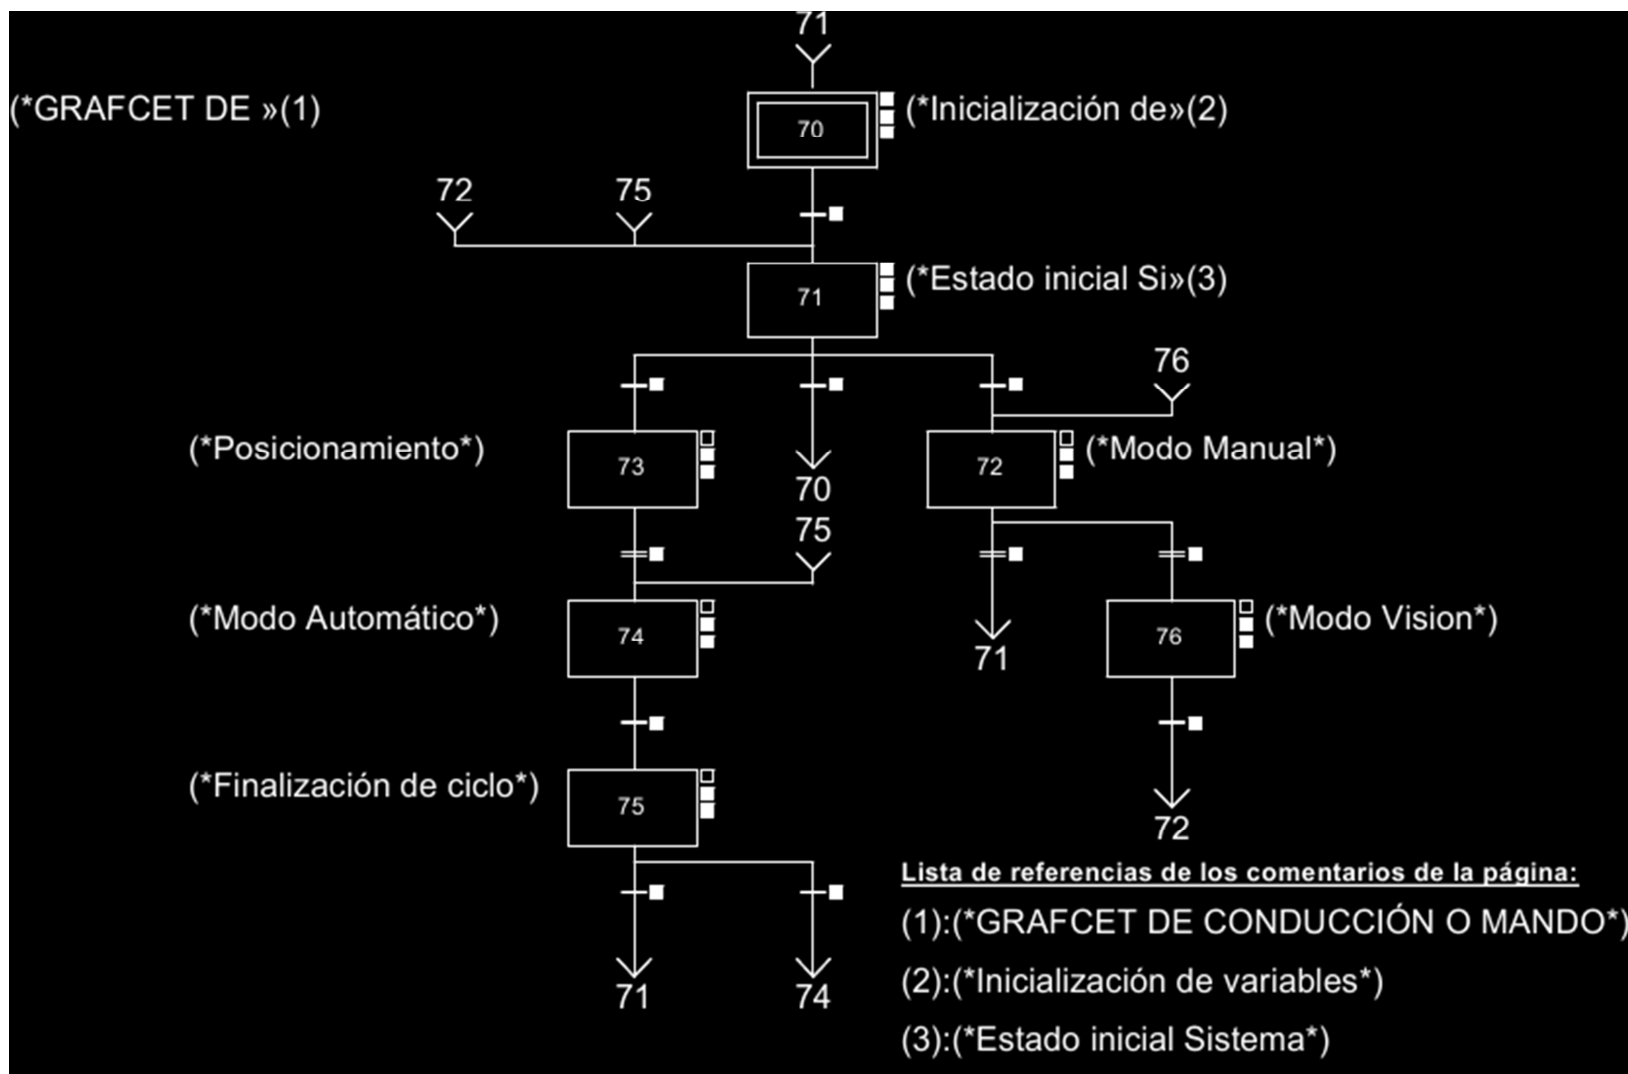 71
(*GRAFCET DE »(1)
70
(*Inicialización de»(2)
72
75
71
(*Estado inicial Si»(3)
76
(*Posicionamiento*)
73
70
72
(*Modo Manual*)
75
(*Modo Automático*)
74
71
76
(*Modo Vision*)
(*Finalización de ciclo*)
75
72
71
74
Lista de referencias de los comentarios de la página:
(1):(*GRAFCET DE CONDUCCIÓN O MANDO*)
(2):(*Inicialización de variables*)
(3):(*Estado inicial Sistema*)